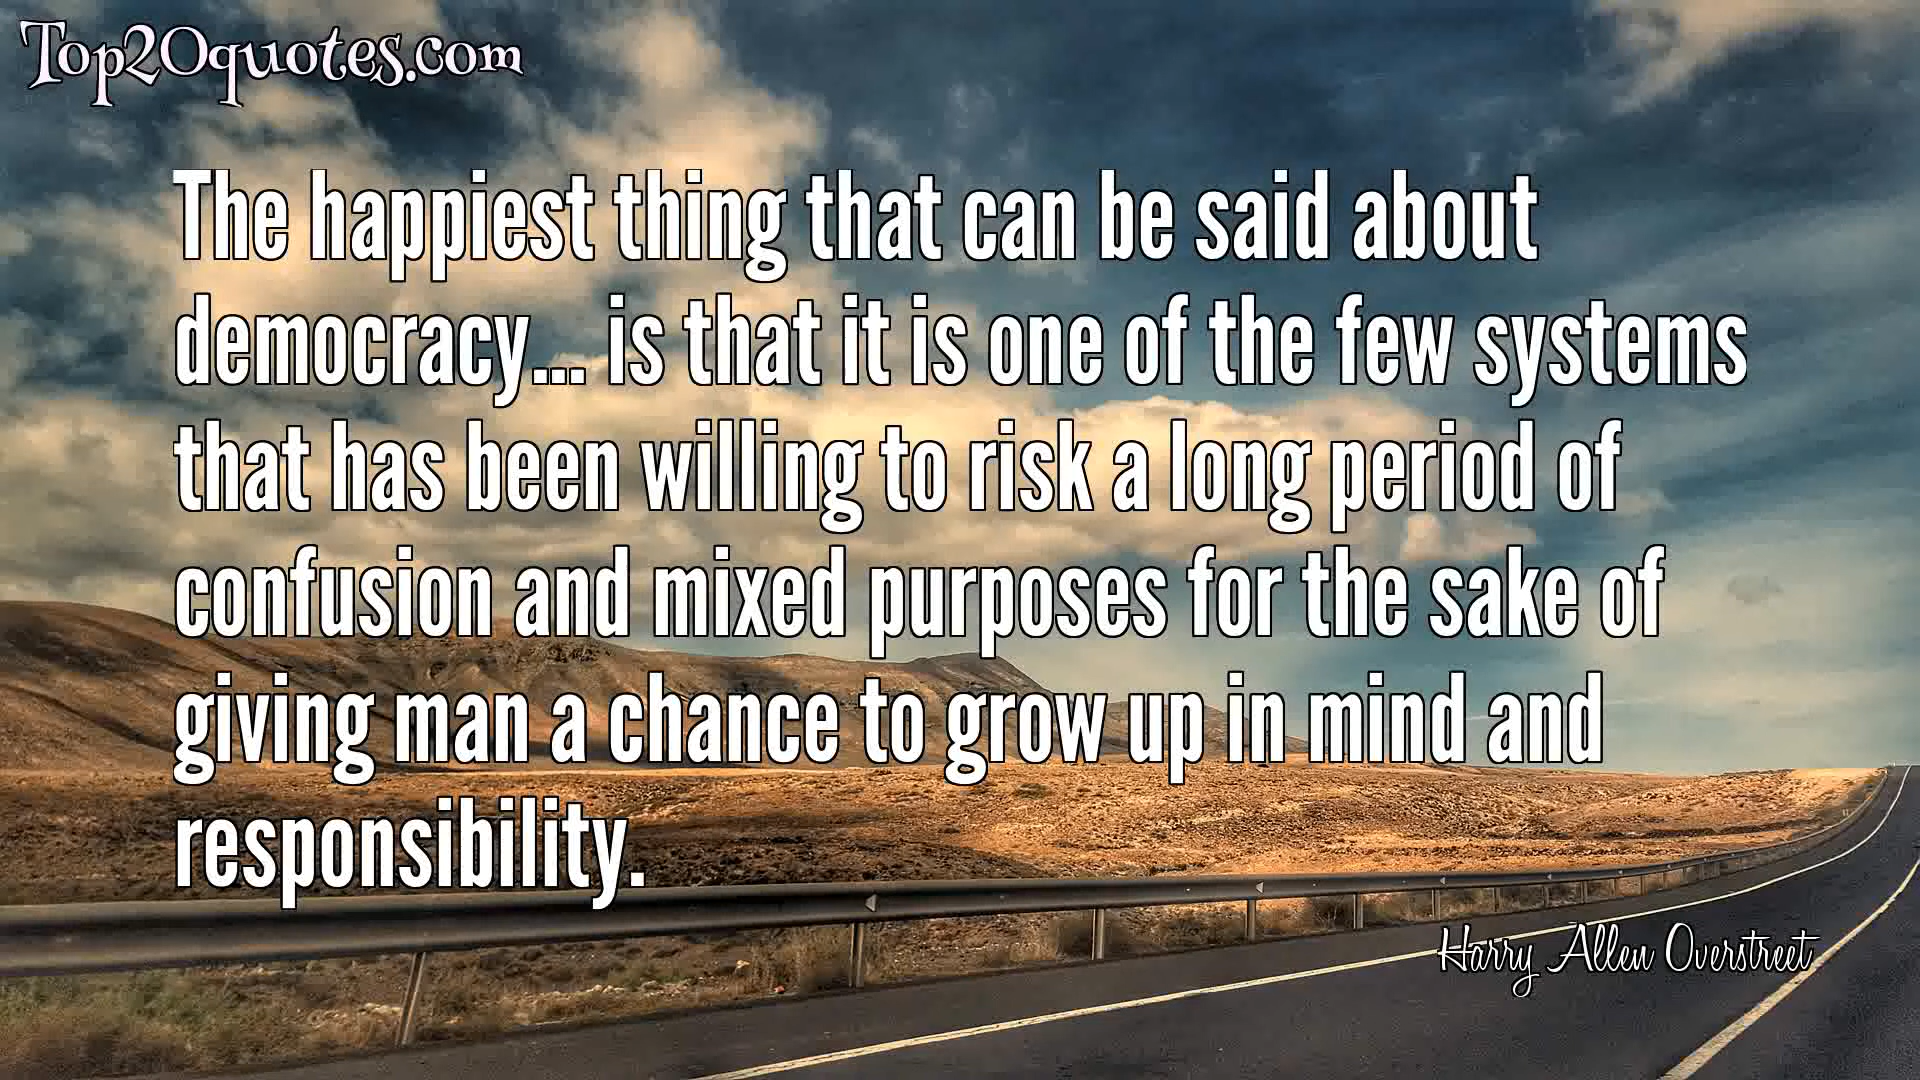 Top20quotes.com
The happiest thing that can be said about
democracy... is that it is one of the few systems
that has been willing to risk a long period of
confusion and mixed purposes for the sake of
giving man a chance to grow up in mind and
responsibility.
Harry Allen Overstreet